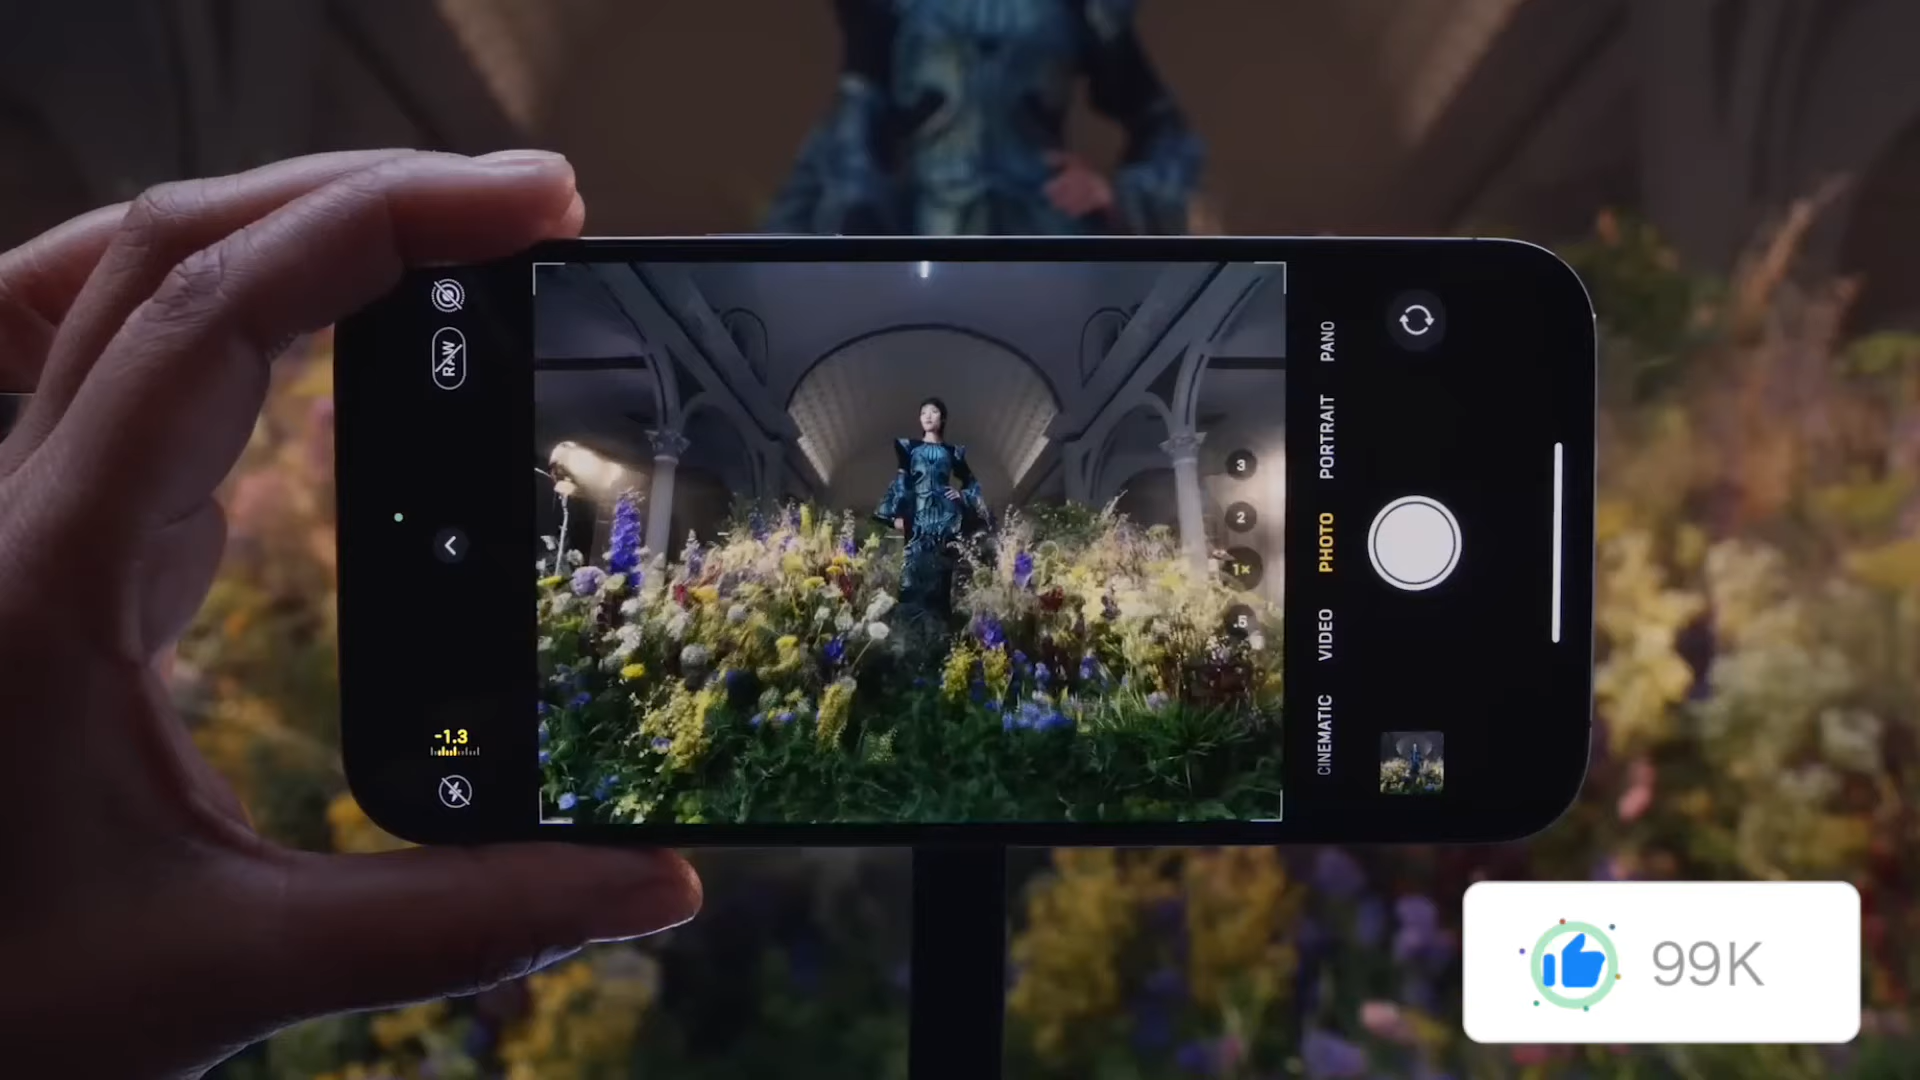 RAW
-1.3
3
2
1×
.5
PANO
PORTRAIT
PHOTO
VIDEO
CINEMATIC
99K